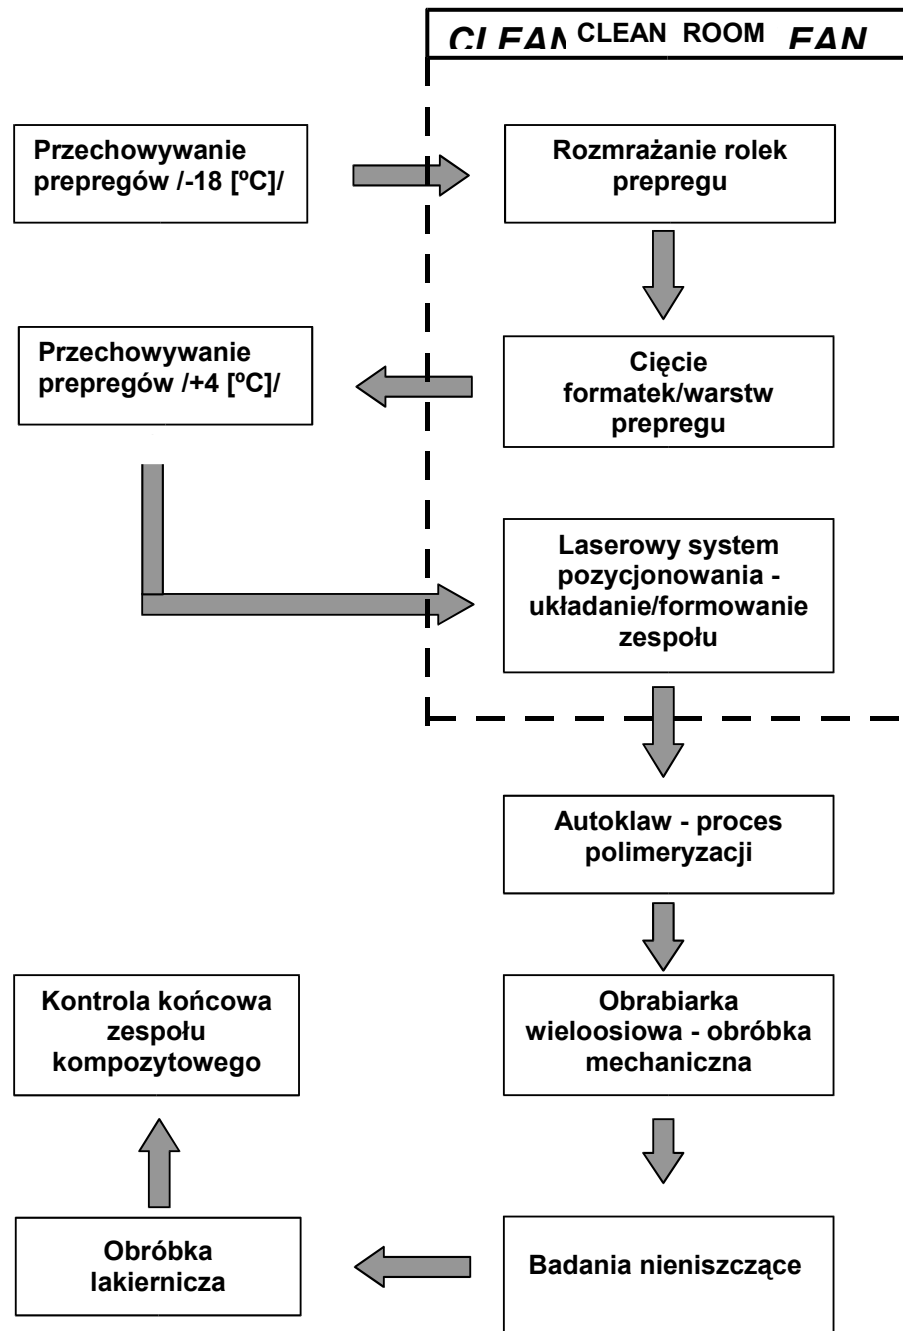 CLEAN ROOM
Przechowywanie
prepregów /-18 [ºC]/
Rozmrażanie rolek
prepregu
Przechowywanie
prepregów /+4 [ºC]/
Cięcie
formatek/warstw
prepregu
Laserowy system
pozycjonowania -
układanie/formowanie
zespołu
Autoklaw - proces
polimeryzacji
Obrabiarka
wieloosiowa - obróbka
mechaniczna
Kontrola końcowa
zespołu
kompozytowego
Obróbka
lakiernicza
Badania nieniszczące